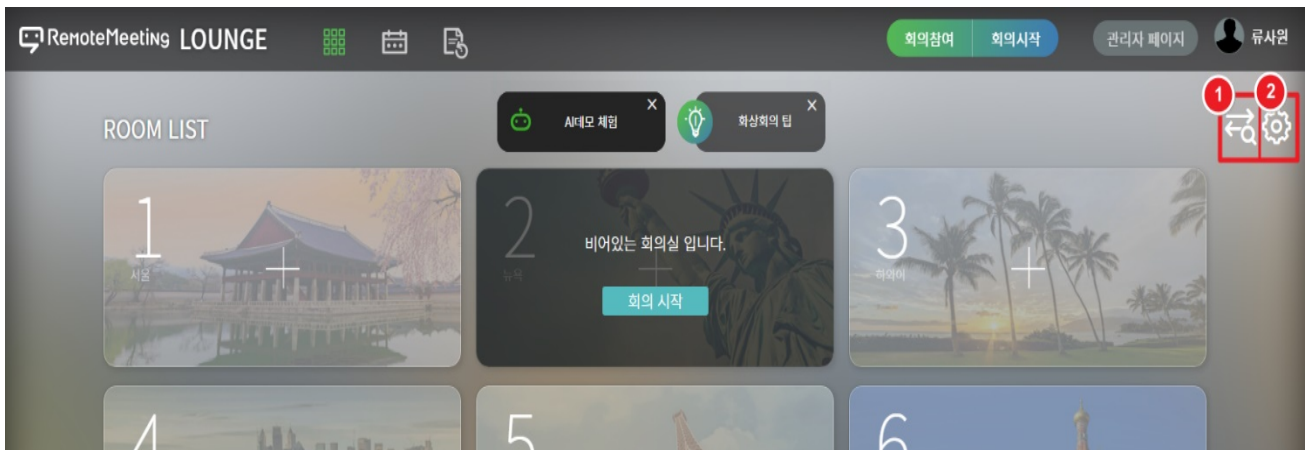 RemoteMeeting LOUNGE
회의참여 회의시작
관리자 페이지
류사원
1 2
ROOM LIST
AI데모 체험 X
화상회의 팁 X
1
서울
2
뉴욕
비어있는 회의실 입니다.
회의 시작
3
하와이
4
5
6